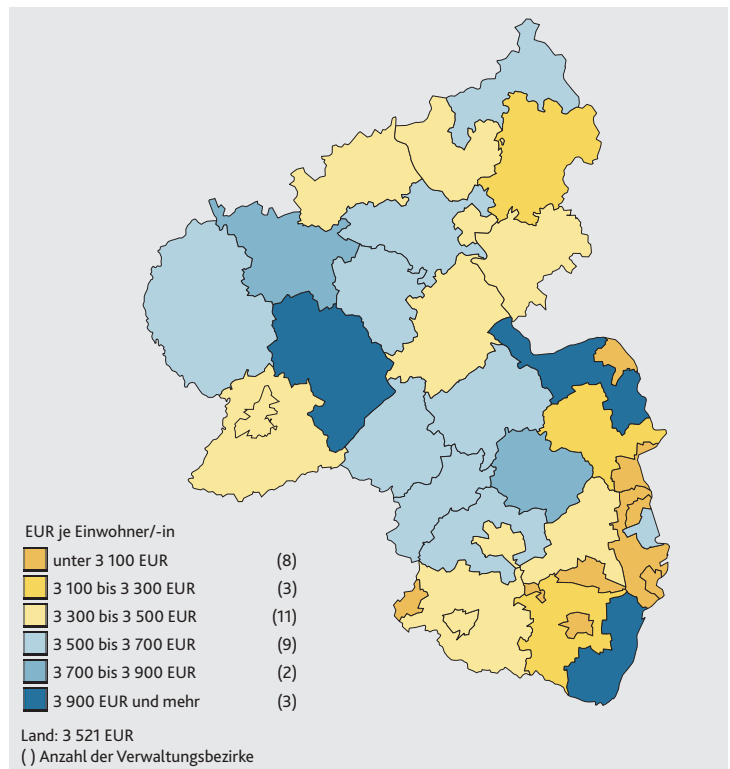 EUR je Einwohner/-in
unter 3 100 EUR (8)
3 100 bis 3 300 EUR (3)
3 300 bis 3 500 EUR (11)
3 500 bis 3 700 EUR (9)
3 700 bis 3 900 EUR (2)
3 900 EUR und mehr (3)
Land: 3 521 EUR
( ) Anzahl der Verwaltungsbezirke